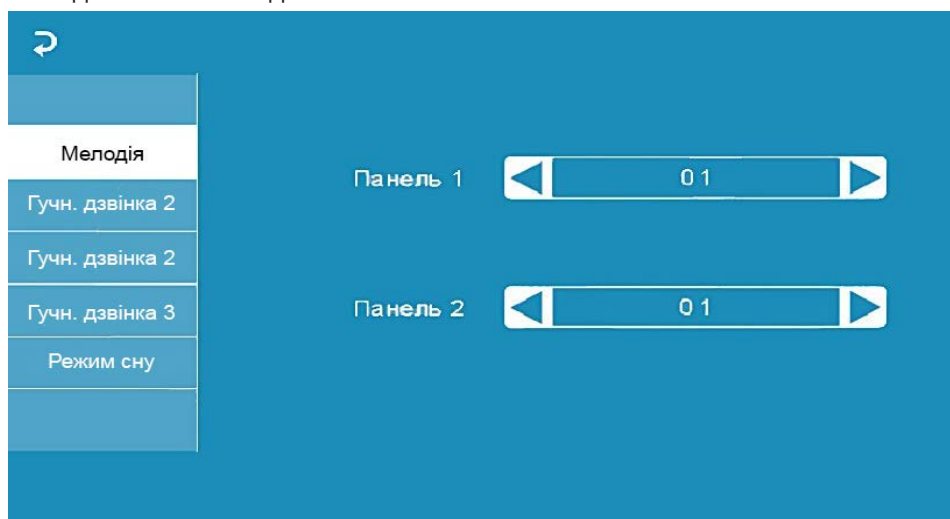 Мелодія
Гучн. дзвінка 2
Гучн. дзвінка 2
Гучн. дзвінка 3
Режим сну
Панель 1
01
Панель 2
01